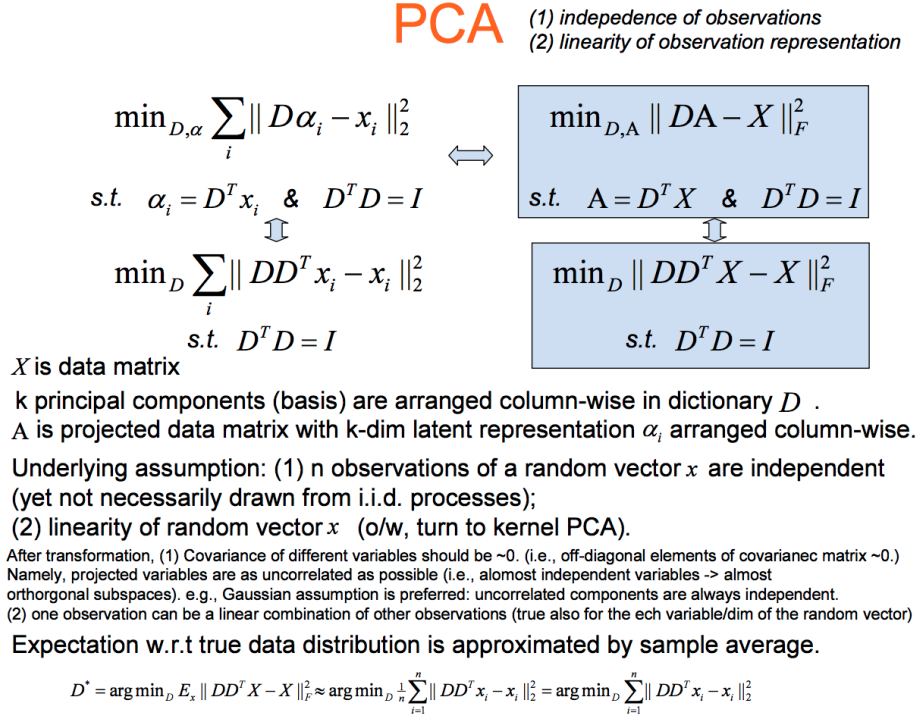 PCA
(1) indepedence of observations
(2) linearity of observation representation
min_{D,α} ∑_i || Dα_i − x_i ||_2^2
s.t. α_i = D^T x_i & D^T D = I
min_{D,A} || DA − X ||_F^2
s.t. A = D^T X & D^T D = I
min_D ∑_i || DD^T x_i − x_i ||_2^2
s.t. D^T D = I
min_D || DD^T X − X ||_F^2
s.t. D^T D = I
X is data matrix
k principal components (basis) are arranged column-wise in dictionary D .
A is projected data matrix with k-dim latent representation α_i arranged column-wise.
Underlying assumption: (1) n observations of a random vector x are independent
(yet not necessarily drawn from i.i.d. processes);
(2) linearity of random vector x (o/w, turn to kernel PCA).
After transformation, (1) Covariance of different variables should be ~0. (i.e., off-diagonal elements of covarianec matrix ~0.)
Namely, projected variables are as uncorrelated as possible (i.e., alomost independent variables -> almost
orthorgonal subspaces). e.g., Gaussian assumption is preferred: uncorrelated components are always independent.
(2) one observation can be a linear combination of other observations (true also for the ech variable/dim of the random vector)
Expectation w.r.t true data distribution is approximated by sample average.
D^* = arg min_D E_x || DD^T X − X ||_F^2 ≈ arg min_D 1/n ∑_{i=1}^n || DD^T x_i − x_i ||_2^2 = arg min_D ∑_{i=1}^n || DD^T x_i − x_i ||_2^2